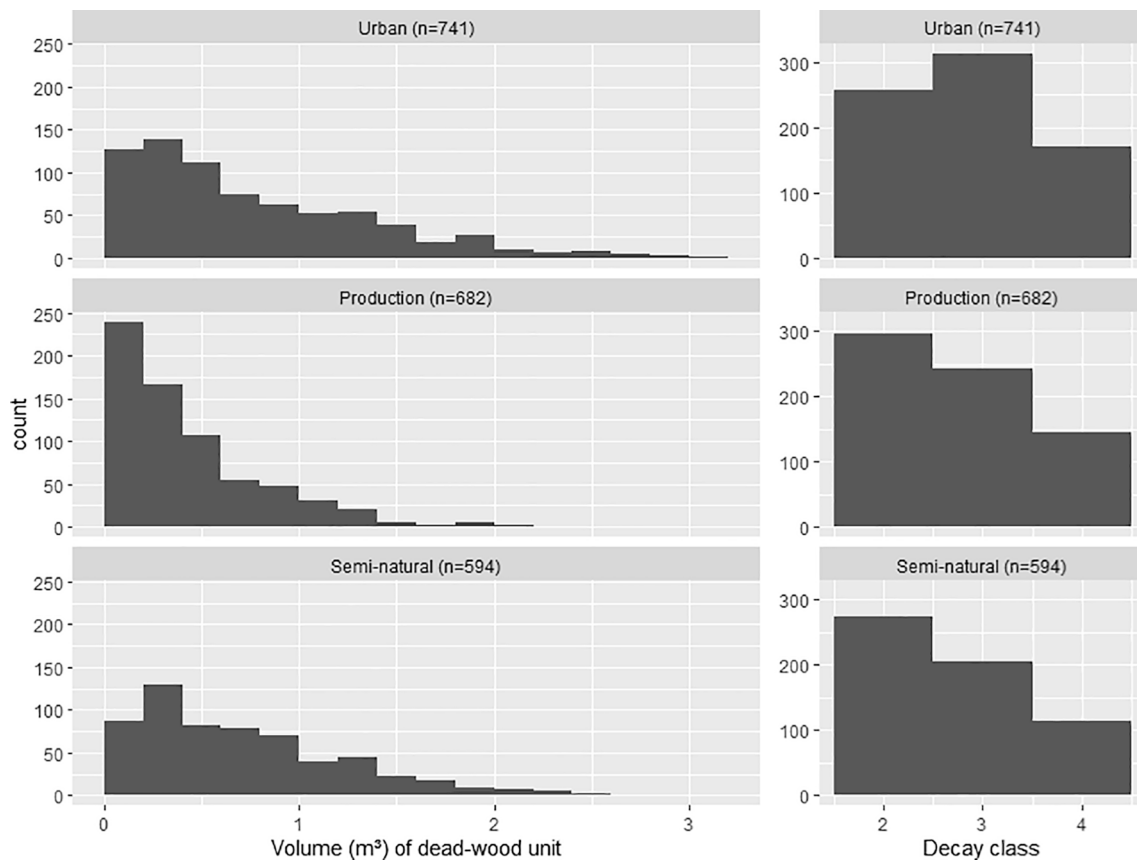 Urban (n=741)
250
200
150
100
50
0
Production (n=682)
250
200
150
100
50
0
Semi-natural (n=594)
250
200
150
100
50
0
count
0 1 2 3
Volume (m³) of dead-wood unit
Urban (n=741)
300
200
100
0
Production (n=682)
300
200
100
0
Semi-natural (n=594)
300
200
100
0
2 3 4
Decay class